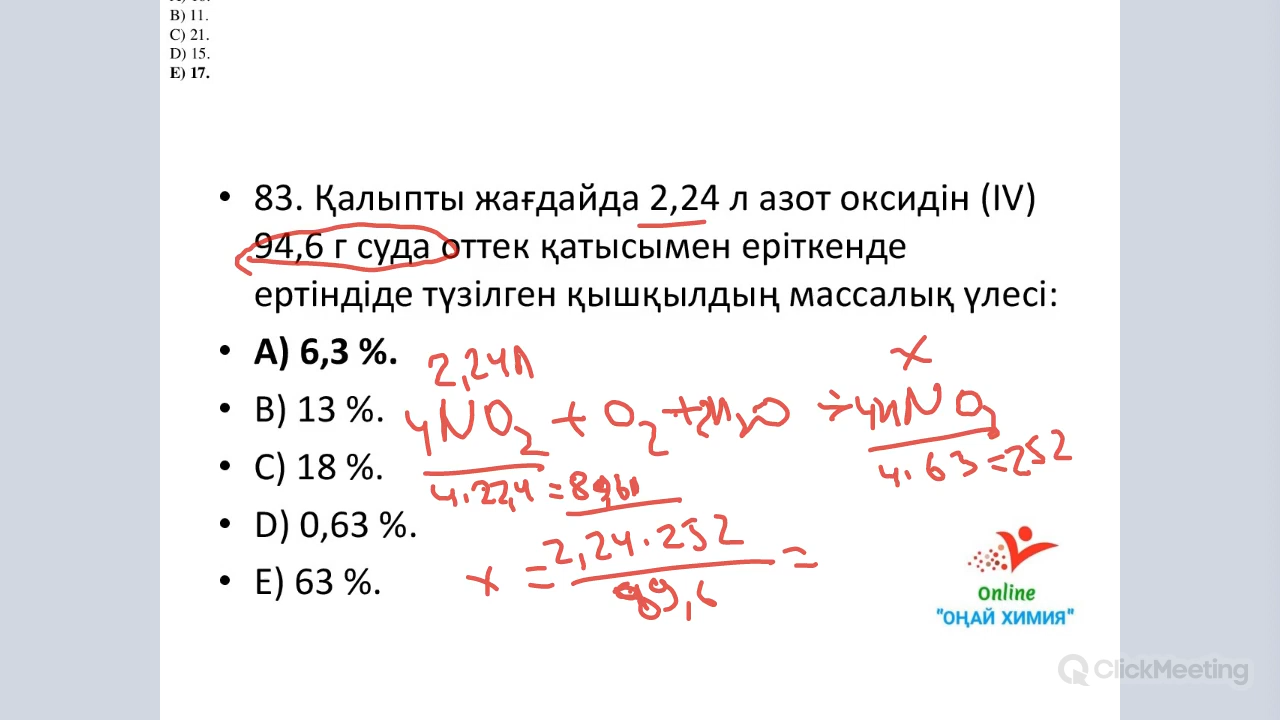 B) 11.
C) 21.
D) 15.
E) 17.
• 83. Қалыпты жағдайда 2,24 л азот оксидін (IV)
94,6 г суда оттек қатысымен еріткенде
ертіндіде түзілген қышқылдың массалық үлесі:
• A) 6,3 %.
• B) 13 %.
• C) 18 %.
• D) 0,63 %.
• E) 63 %.
2,24л x
4NO2 + O2 + 2H2O → 4HNO3
4·22,4 = 89,6л 4·63=252
x = 2,24·252 =
89,6
Online
"ОҢАЙ ХИМИЯ"
ClickMeeting